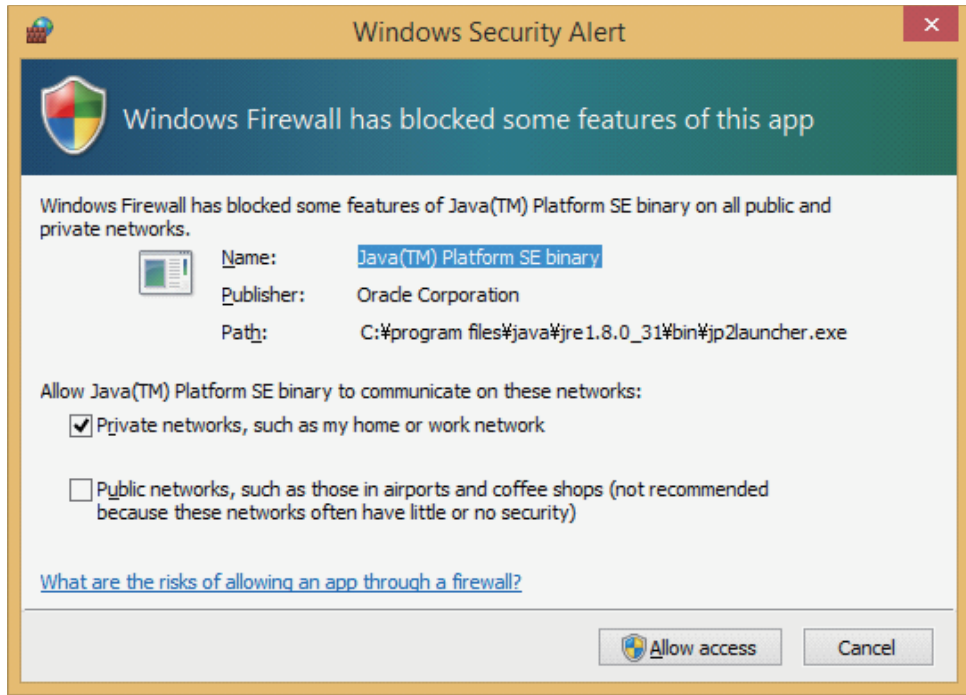 Windows Security Alert
Windows Firewall has blocked some features of this app
Windows Firewall has blocked some features of Java(TM) Platform SE binary on all public and
private networks.
Name: Java(TM) Platform SE binary
Publisher: Oracle Corporation
Path: C:¥program files¥java¥jre1.8.0_31¥bin¥jp2launcher.exe
Allow Java(TM) Platform SE binary to communicate on these networks:
Private networks, such as my home or work network
Public networks, such as those in airports and coffee shops (not recommended
because these networks often have little or no security)
What are the risks of allowing an app through a firewall?
Allow access Cancel